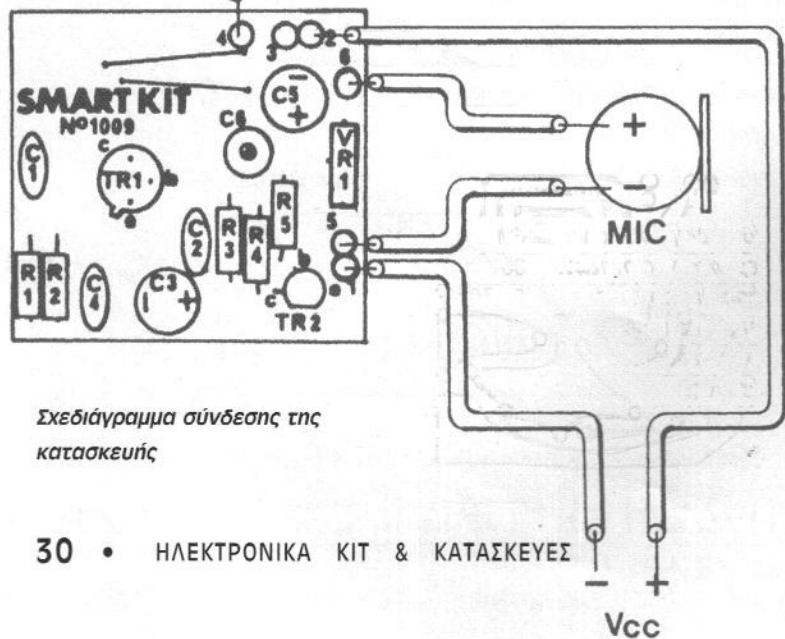 4 3 2
6
C5
SMART KIT
Nº1009
C6
+
MIC
-
C1
c
TR1
b
e
VR1
5
R3
R4
R5
C2
b
R1
R2
C4
C3
- +
c
e
1
TR2
Σχεδιάγραμμα σύνδεσης της
κατασκευής
30 • ΗΛΕΚΤΡΟΝΙΚΑ ΚΙΤ & ΚΑΤΑΣΚΕΥΕΣ
- +
Vcc